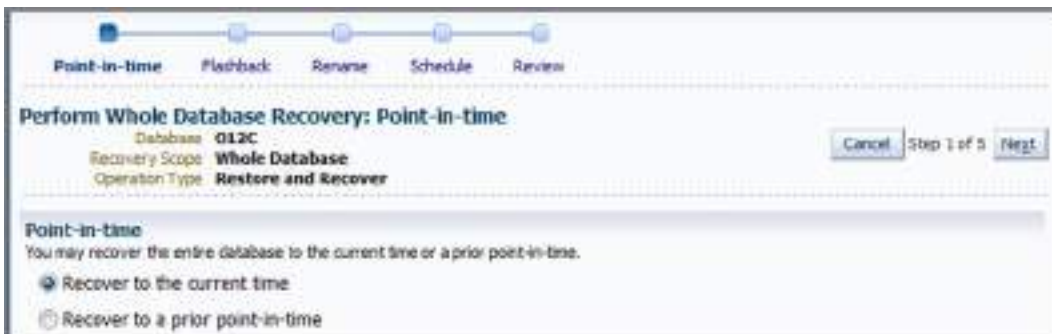 Point-in-time Flashback Rename Schedule Review
Perform Whole Database Recovery: Point-in-time
Database O12C
Recovery Scope Whole Database
Operation Type Restore and Recover
Cancel Step 1 of 5 Next
Point-in-time
You may recover the entire database to the current time or a prior point-in-time.
Recover to the current time
Recover to a prior point-in-time